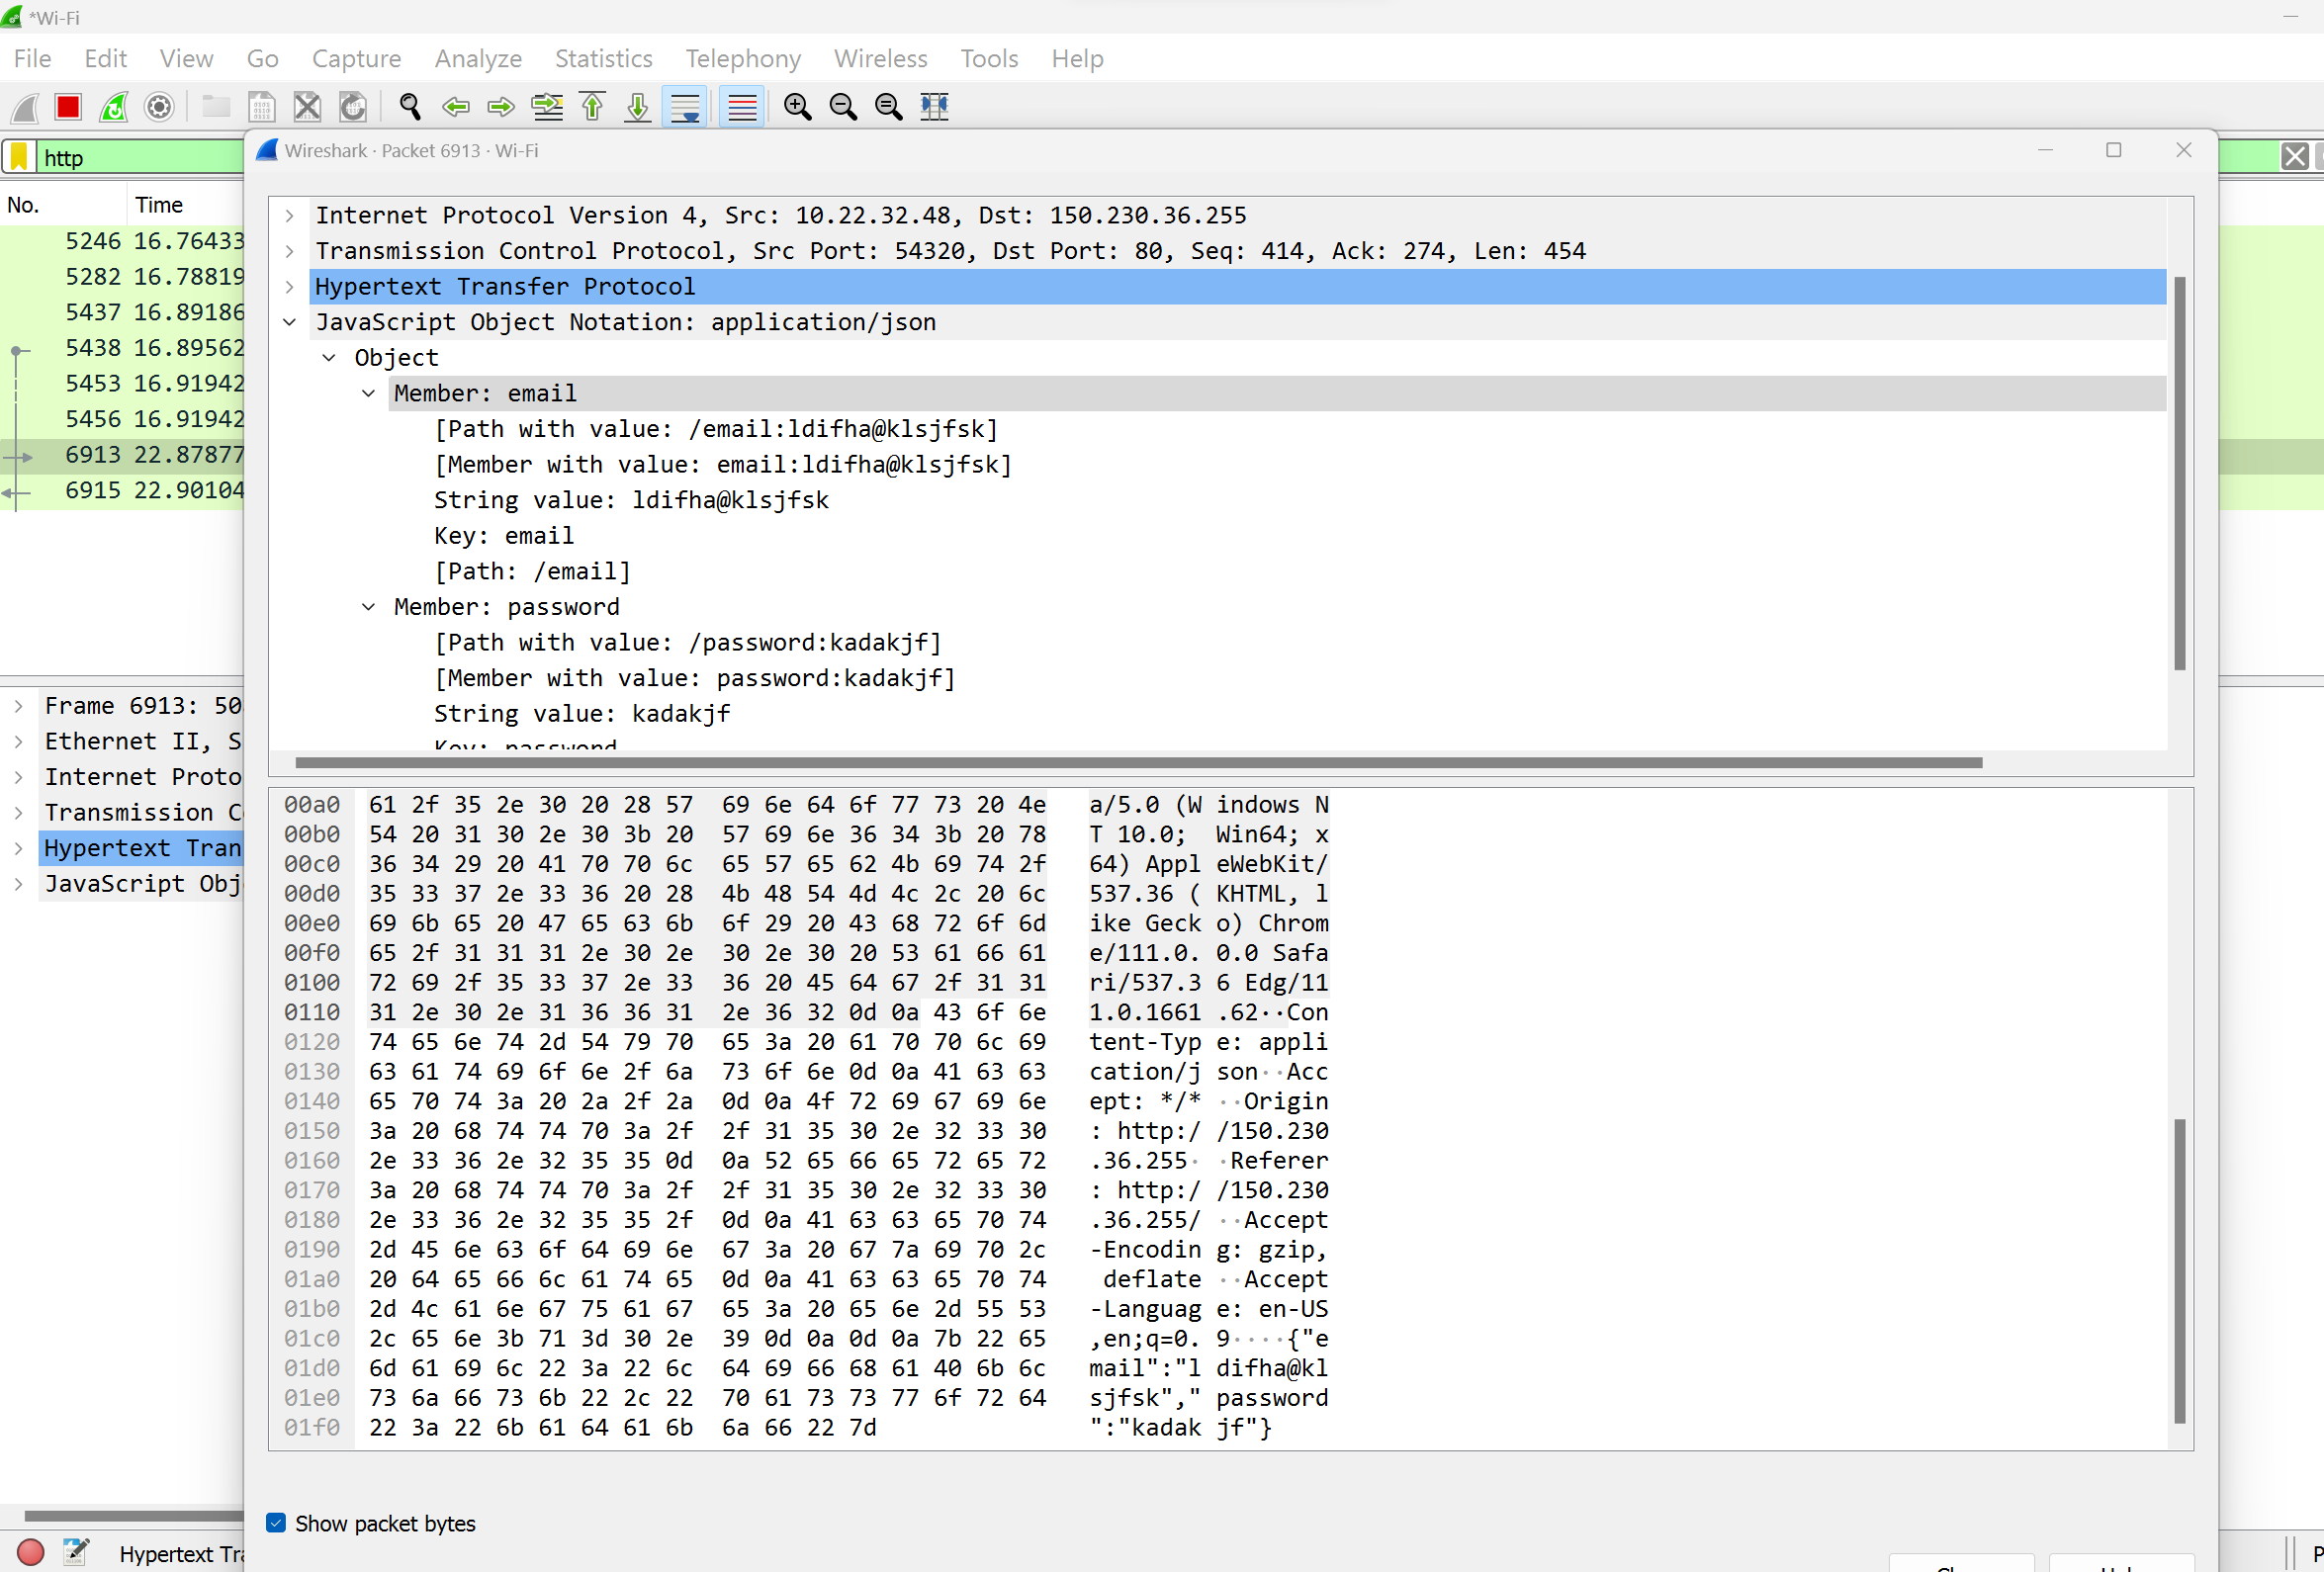 *Wi-Fi
File Edit View Go Capture Analyze Statistics Telephony Wireless Tools Help
http
Wireshark · Packet 6913 · Wi-Fi
No. Time
5246 16.76433
5282 16.78819
5437 16.89186
5438 16.89562
5453 16.91942
5456 16.91942
6913 22.87877
6915 22.90104
Internet Protocol Version 4, Src: 10.22.32.48, Dst: 150.230.36.255
Transmission Control Protocol, Src Port: 54320, Dst Port: 80, Seq: 414, Ack: 274, Len: 454
Hypertext Transfer Protocol
JavaScript Object Notation: application/json
Object
Member: email
[Path with value: /email:ldifha@klsjfsk]
[Member with value: email:ldifha@klsjfsk]
String value: ldifha@klsjfsk
Key: email
[Path: /email]
Member: password
[Path with value: /password:kadakjf]
[Member with value: password:kadakjf]
String value: kadakjf
Key: password
Frame 6913: 50
Ethernet II, S
Internet Proto
Transmission C
Hypertext Tran
JavaScript Obj
00a0 61 2f 35 2e 30 20 28 57 69 6e 64 6f 77 73 20 4e a/5.0 (W indows N
00b0 54 20 31 30 2e 30 3b 20 57 69 6e 36 34 3b 20 78 T 10.0; Win64; x
00c0 36 34 29 20 41 70 70 6c 65 57 65 62 4b 69 74 2f 64) Appl eWebKit/
00d0 35 33 37 2e 33 36 20 28 4b 48 54 4d 4c 2c 20 6c 537.36 ( KHTML, l
00e0 69 6b 65 20 47 65 63 6b 6f 29 20 43 68 72 6f 6d ike Geck o) Chrom
00f0 65 2f 31 31 31 2e 30 2e 30 2e 30 20 53 61 66 61 e/111.0. 0.0 Safa
0100 72 69 2f 35 33 37 2e 33 36 20 45 64 67 2f 31 31 ri/537.3 6 Edg/11
0110 31 2e 30 2e 31 36 36 31 2e 36 32 0d 0a 43 6f 6e 1.0.1661 .62··Con
0120 74 65 6e 74 2d 54 79 70 65 3a 20 61 70 70 6c 69 tent-Typ e: appli
0130 63 61 74 69 6f 6e 2f 6a 73 6f 6e 0d 0a 41 63 63 cation/j son··Acc
0140 65 70 74 3a 20 2a 2f 2a 0d 0a 4f 72 69 67 69 6e ept: */* ··Origin
0150 3a 20 68 74 74 70 3a 2f 2f 31 35 30 2e 32 33 30 : http:/ /150.230
0160 2e 33 36 2e 32 35 35 0d 0a 52 65 66 65 72 65 72 .36.255· ·Referer
0170 3a 20 68 74 74 70 3a 2f 2f 31 35 30 2e 32 33 30 : http:/ /150.230
0180 2e 33 36 2e 32 35 35 2f 0d 0a 41 63 63 65 70 74 .36.255/ ··Accept
0190 2d 45 6e 63 6f 64 69 6e 67 3a 20 67 7a 69 70 2c -Encodin g: gzip,
01a0 20 64 65 66 6c 61 74 65 0d 0a 41 63 63 65 70 74 deflate ··Accept
01b0 2d 4c 61 6e 67 75 61 67 65 3a 20 65 6e 2d 55 53 -Languag e: en-US
01c0 2c 65 6e 3b 71 3d 30 2e 39 0d 0a 0d 0a 7b 22 65 ,en;q=0. 9····{"e
01d0 6d 61 69 6c 22 3a 22 6c 64 69 66 68 61 40 6b 6c mail":"l difha@kl
01e0 73 6a 66 73 6b 22 2c 22 70 61 73 73 77 6f 72 64 sjfsk"," password
01f0 22 3a 22 6b 61 64 61 6b 6a 66 22 7d ":"kadak jf"}
Show packet bytes
Hypertext Tra